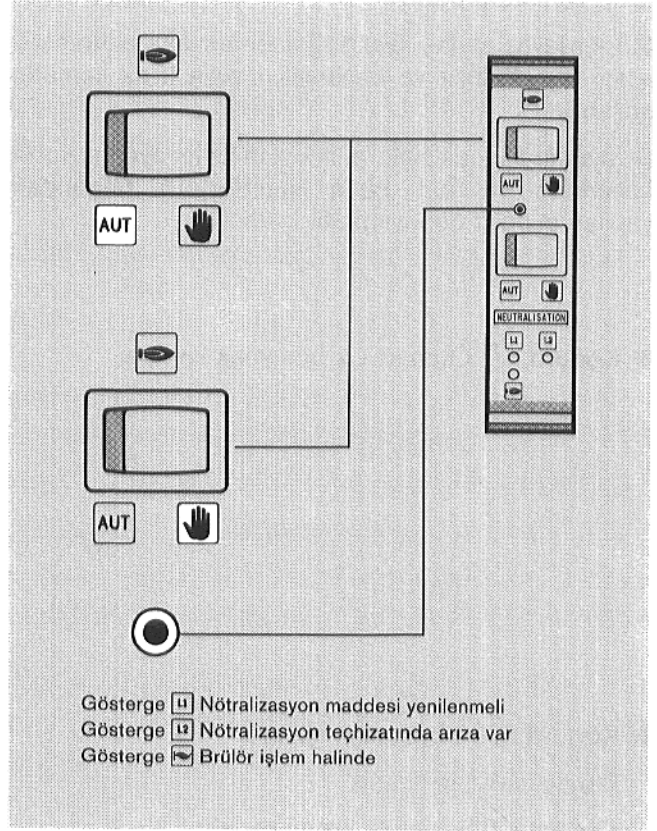 AUT
AUT
AUT
AUT
NEUTRALISATION
L1 L2
Gösterge L1 Nötralizasyon maddesi yenilenmeli
Gösterge L2 Nötralizasyon teçhizatında arıza var
Gösterge Brülör işlem halinde